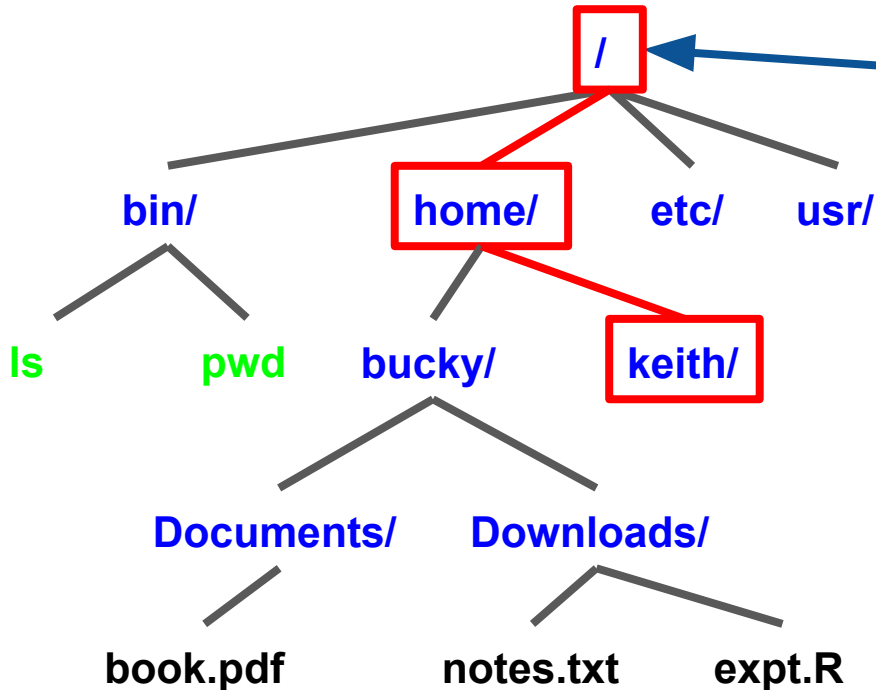 /
bin/ home/ etc/ usr/
ls pwd bucky/ keith/
Documents/ Downloads/
book.pdf notes.txt expt.R